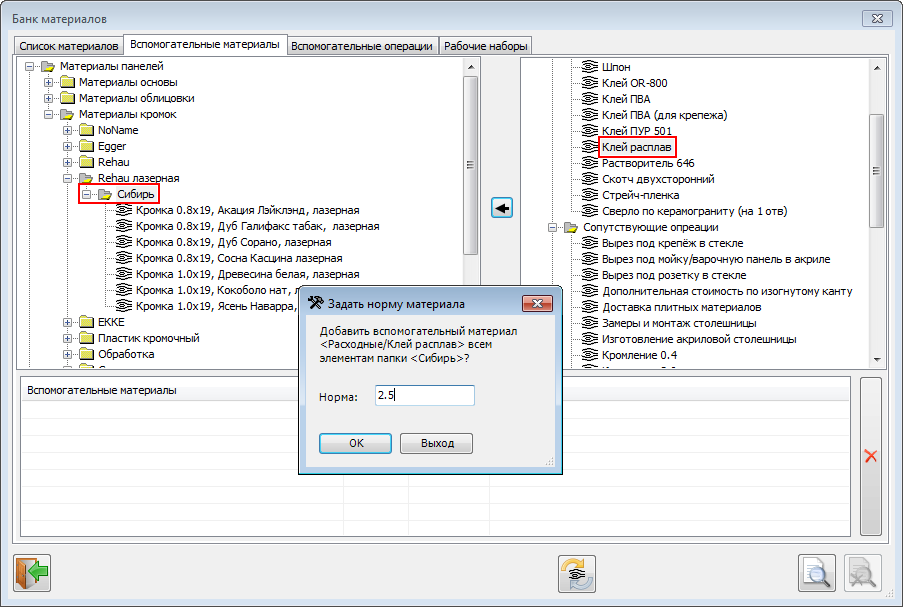 Банк материалов
Список материалов
Вспомогательные материалы
Вспомогательные операции
Рабочие наборы
Материалы панелей
Материалы основы
Материалы облицовки
Материалы кромок
NoName
Egger
Rehau
Rehau лазерная
Сибирь
Кромка 0.8x19, Акация Лэйклэнд, лазерная
Кромка 0.8x19, Дуб Галифакс табак, лазерная
Кромка 0.8x19, Дуб Сорано, лазерная
Кромка 0.8x19, Сосна Касцина лазерная
Кромка 1.0x19, Древесина белая, лазерная
Кромка 1.0x19, Кокоболо нат,
Кромка 1.0x19, Ясень Наварра,
ЕККЕ
Пластик кромочный
Обработка
Шпон
Клей OR-800
Клей ПВА
Клей ПВА (для крепежа)
Клей ПУР 501
Клей расплав
Растворитель 646
Скотч двухсторонний
Стрейч-пленка
Сверло по керамограниту (на 1 отв)
Сопутствующие опреации
Вырез под крепёж в стекле
Вырез под мойку/варочную панель в акриле
Вырез под розетку в стекле
Дополнительная стоимость по изогнутому канту
Доставка плитных материалов
Замеры и монтаж столешницы
Изготовление акриловой столешницы
Кромление 0.4
Задать норму материала
Добавить вспомогательный материал
<Расходные/Клей расплав> всем
элементам папки <Сибирь>?
Норма:
2.5
ОК
Выход
Вспомогательные материалы